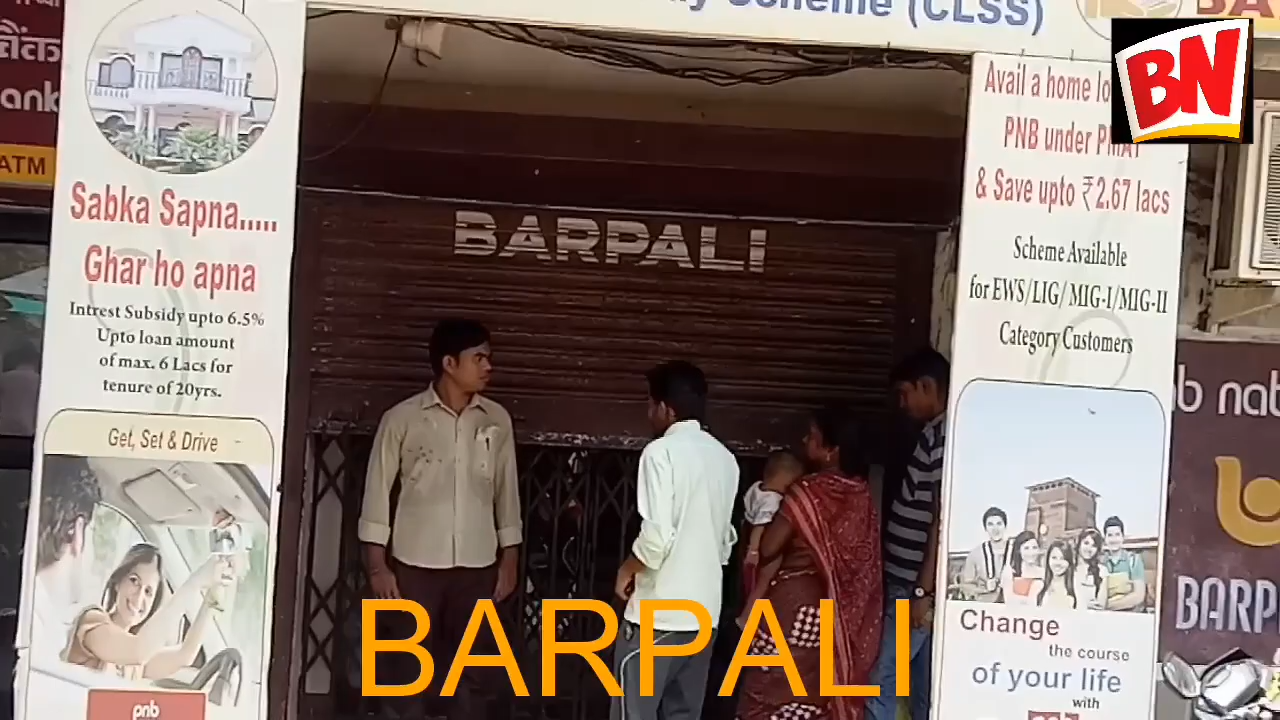 Scheme (CLSS)
BN
ATM
Sabka Sapna.....
Ghar ho apna
Intrest Subsidy upto 6.5%
Upto loan amount
of max. 6 Lacs for
tenure of 20yrs.
Get, Set & Drive
pnb
BARPALI
Avail a home
PNB under
& Save upto ₹2.67 lacs
Scheme Available
for EWS/LIG/ MIG-I/MIG-II
Category Customers
Change
the course
of your life
with
BARPALI